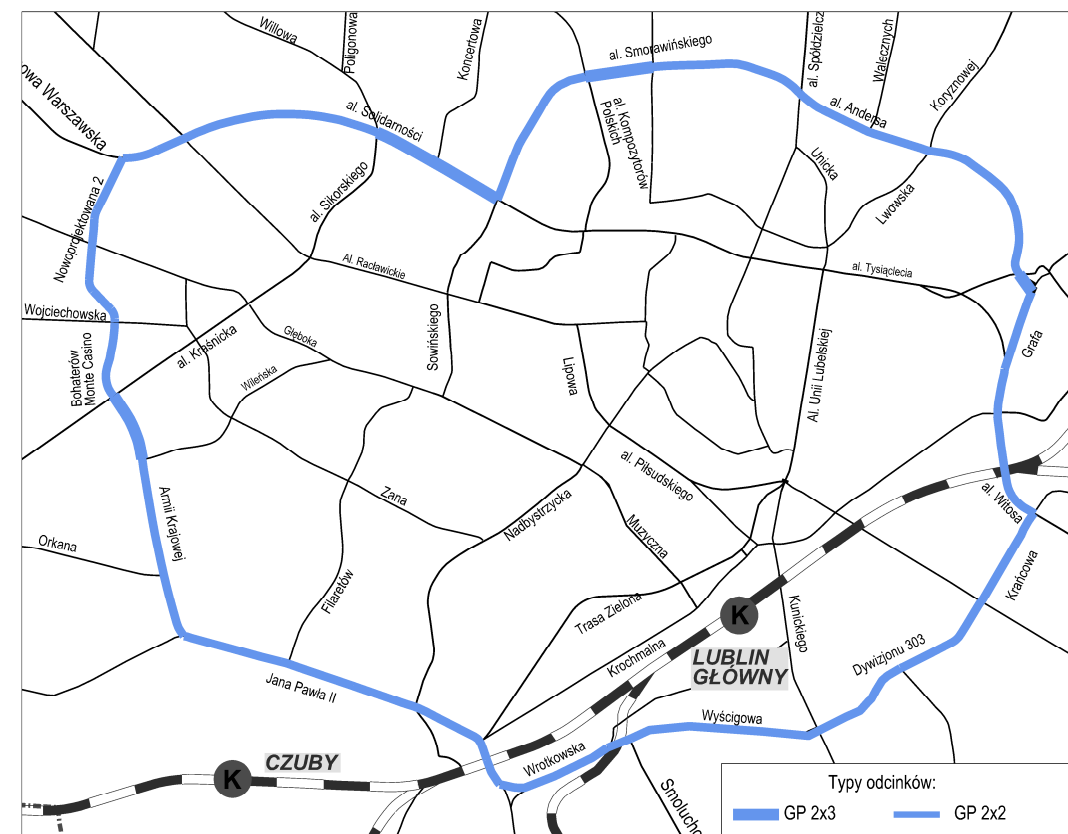 Willowa
Poligonowa
Koncertowa
al. Smorawińskiego
al. Spółdzielcz
Walecznych
Koryznowej
owa Warszawska
al. Solidarności
al. Kompozytorów
Polskich
al. Andersa
Unicka
Lwowska
al. Sikorskiego
Nowoprojektowana 2
Al. Racławickie
al. Tysiąclecia
Wojciechowska
Głęboka
Sowińskiego
Grafa
al. Kraśnicka
Bohaterów
Monte Casino
Wileńska
Lipowa
Al. Unii Lubelskiej
al. Piłsudskiego
Zana
Nadbystrzycka
Muzyczna
al. Witosa
Armii Krajowej
Orkana
Filaretów
Trasa Zielona
Krańcowa
Kunickiego
K
Krochmalna
LUBLIN
GŁÓWNY
Dywizjonu 303
Jana Pawła II
Wyścigowa
Wrotkowska
CZUBY
K
Smolucho
Typy odcinków:
GP 2x3
GP 2x2